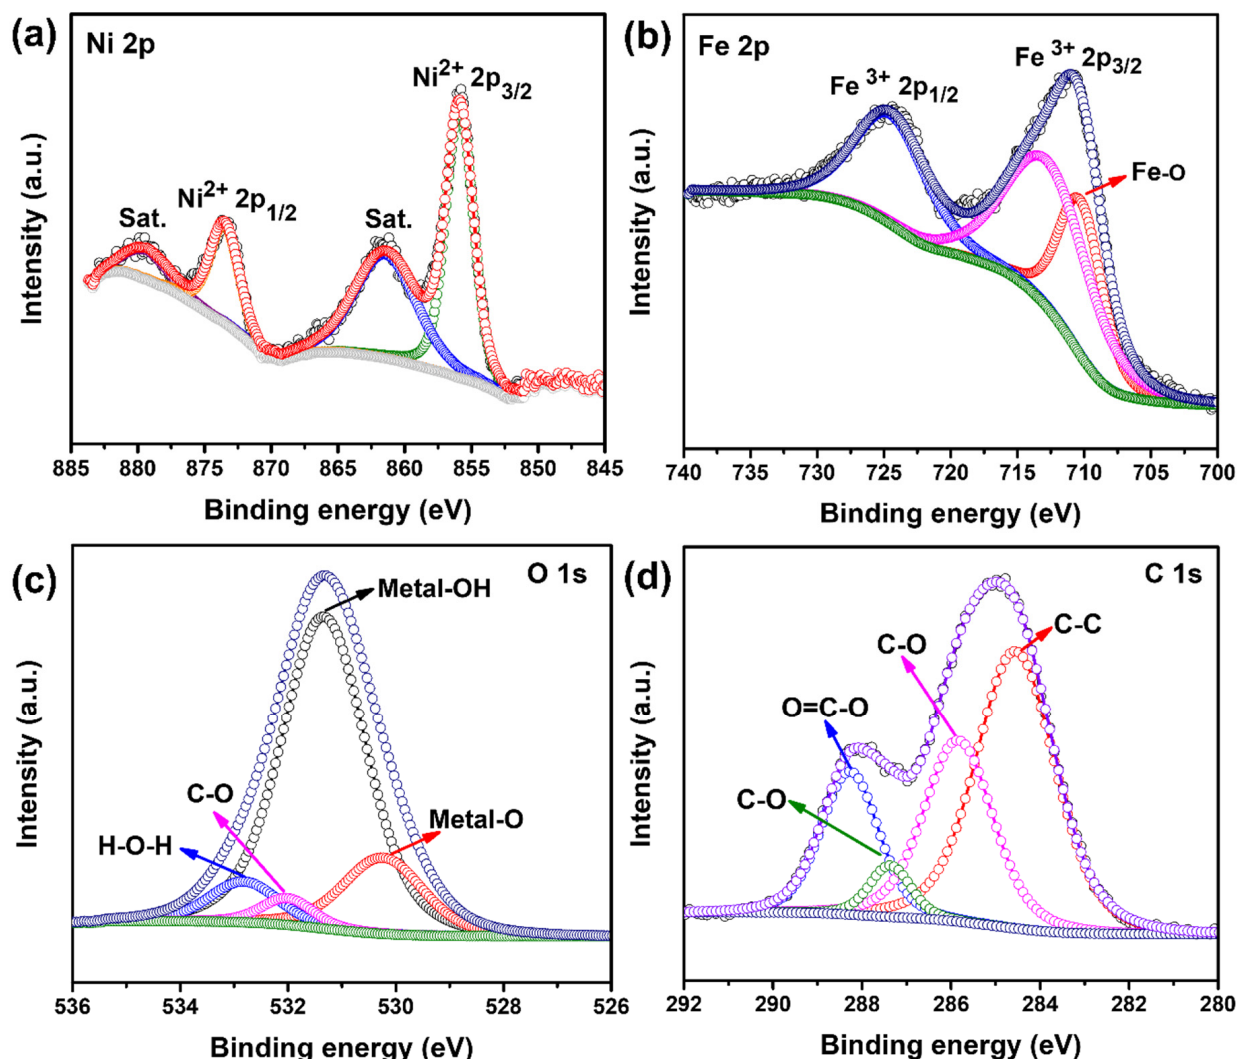 (a)
Ni 2p
Ni2+ 2p3/2
Ni2+ 2p1/2
Sat.
Sat.
Intensity (a.u.)
885 880 875 870 865 860 855 850 845
Binding energy (eV)
(b)
Fe 2p
Fe 3+ 2p3/2
Fe 3+ 2p1/2
Fe-O
Intensity (a.u.)
740 735 730 725 720 715 710 705 700
Binding energy (eV)
(c)
O 1s
Metal-OH
C-O
Metal-O
H-O-H
Intensity (a.u.)
536 534 532 530 528 526
Binding energy (eV)
(d)
C 1s
C-C
C-O
O=C-O
C-O
Intensity (a.u.)
292 290 288 286 284 282 280
Binding energy (eV)